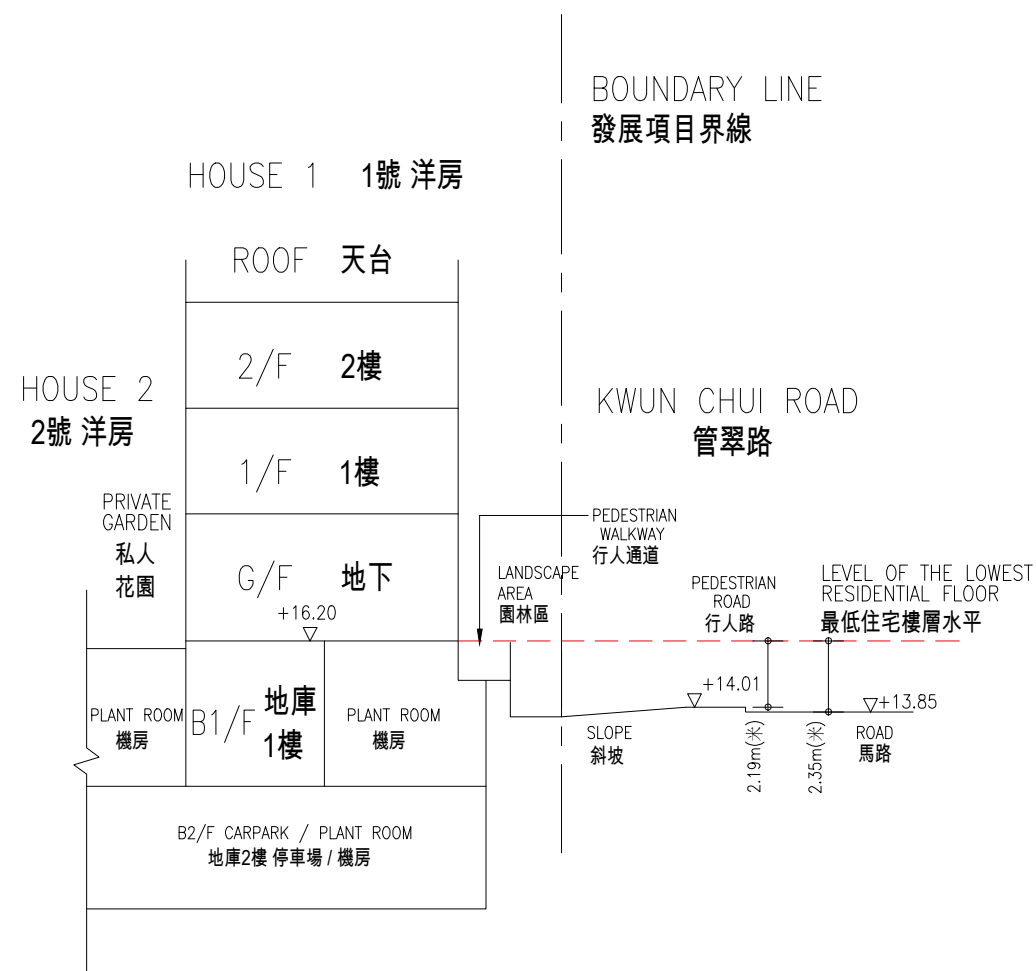 BOUNDARY LINE
發展項目界線
HOUSE 1 1號 洋房
ROOF 天台
2/F 2樓
HOUSE 2
2號 洋房
KWUN CHUI ROAD
管翠路
1/F 1樓
PRIVATE
GARDEN
私人
花園
PEDESTRIAN
WALKWAY
行人通道
G/F 地下
LANDSCAPE
AREA
園林區
PEDESTRIAN
ROAD
行人路
LEVEL OF THE LOWEST
RESIDENTIAL FLOOR
最低住宅樓層水平
+16.20
+14.01
+13.85
PLANT ROOM
機房
B1/F 地庫
1樓
PLANT ROOM
機房
SLOPE
斜坡
2.19m(米)
2.35m(米)
ROAD
馬路
B2/F CARPARK / PLANT ROOM
地庫2樓 停車場 / 機房